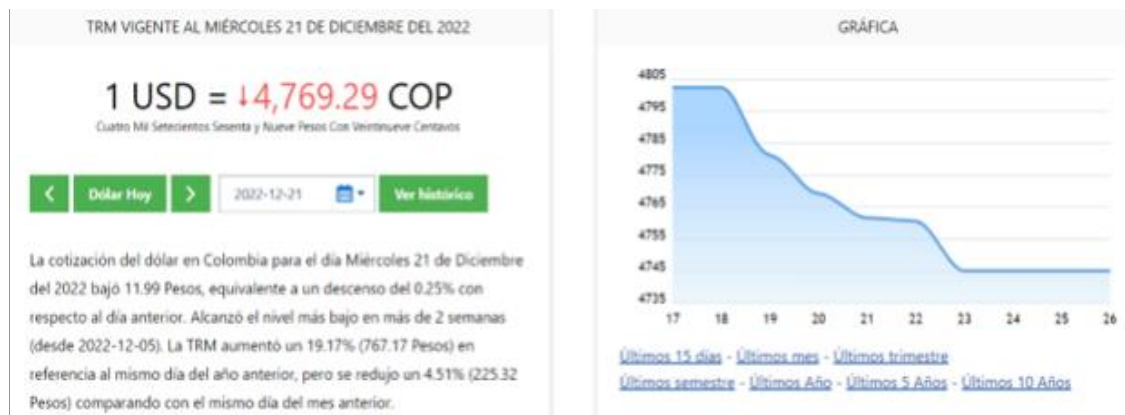 TRM VIGENTE AL MIÉRCOLES 21 DE DICIEMBRE DEL 2022
1 USD = ↓4,769.29 COP
Cuatro Mil Setecientos Sesenta y Nueve Pesos Con Veintinueve Centavos
Dólar Hoy
2022-12-21
Ver histórico
La cotización del dólar en Colombia para el día Miércoles 21 de Diciembre
del 2022 bajó 11.99 Pesos, equivalente a un descenso del 0.25% con
respecto al día anterior. Alcanzó el nivel más bajo en más de 2 semanas
(desde 2022-12-05). La TRM aumentó un 19.17% (767.17 Pesos) en
referencia al mismo día del año anterior, pero se redujo un 4.51% (225.32
Pesos) comparando con el mismo día del mes anterior.
GRÁFICA
4805
4795
4785
4775
4765
4755
4745
4735
17 18 19 20 21 22 23 24 25 26
Últimos 15 días - Últimos mes - Últimos trimestre
Últimos semestre - Últimos Año - Últimos 5 Años - Últimos 10 Años